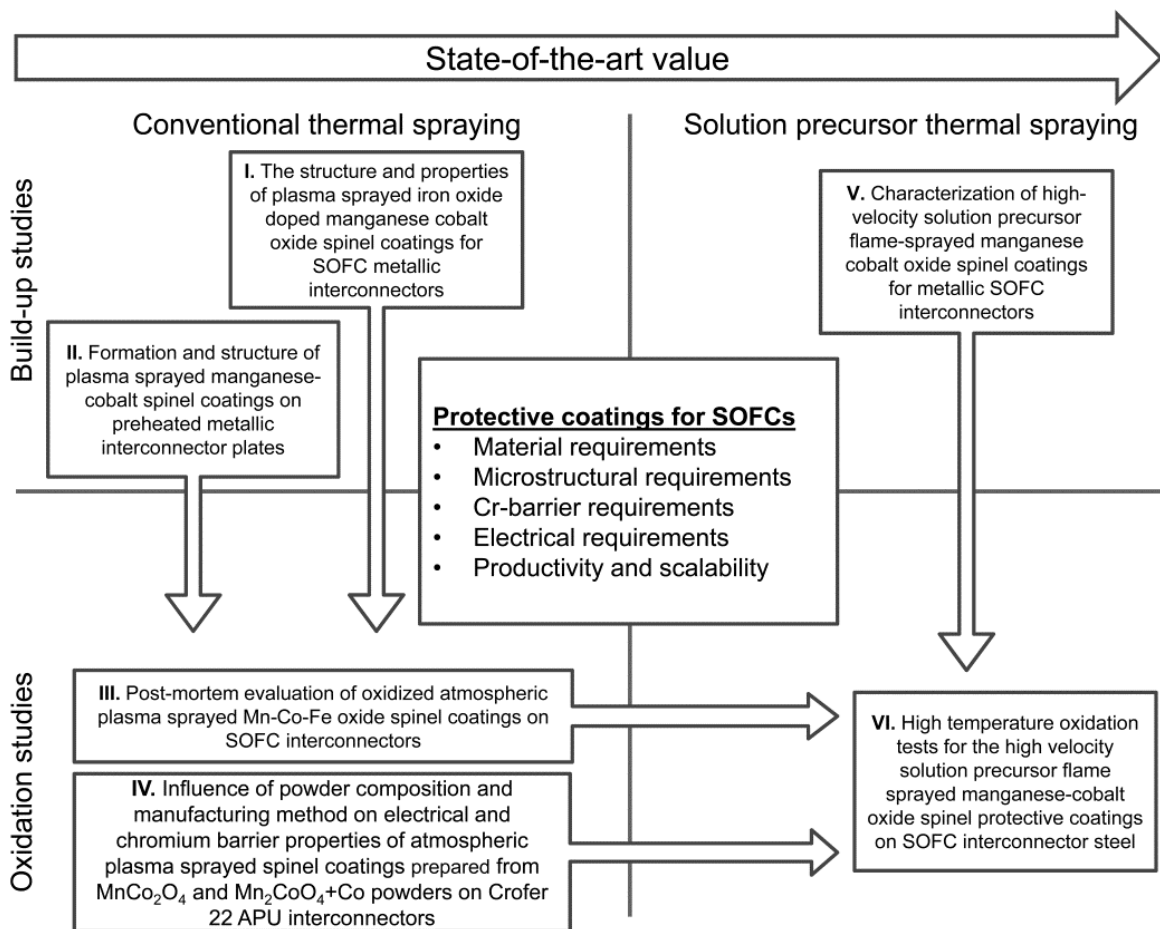 State-of-the-art value
Conventional thermal spraying
Solution precursor thermal spraying
Build-up studies
I. The structure and properties
of plasma sprayed iron oxide
doped manganese cobalt
oxide spinel coatings for
SOFC metallic
interconnectors
V. Characterization of high-
velocity solution precursor
flame-sprayed manganese
cobalt oxide spinel coatings
for metallic SOFC
interconnectors
II. Formation and structure of
plasma sprayed manganese-
cobalt spinel coatings on
preheated metallic
interconnector plates
Protective coatings for SOFCs
• Material requirements
• Microstructural requirements
• Cr-barrier requirements
• Electrical requirements
• Productivity and scalability
Oxidation studies
III. Post-mortem evaluation of oxidized atmospheric
plasma sprayed Mn-Co-Fe oxide spinel coatings on
SOFC interconnectors
IV. Influence of powder composition and
manufacturing method on electrical and
chromium barrier properties of atmospheric
plasma sprayed spinel coatings prepared from
MnCo₂O₄ and Mn₂CoO₄+Co powders on Crofer
22 APU interconnectors
VI. High temperature oxidation
tests for the high velocity
solution precursor flame
sprayed manganese-cobalt
oxide spinel protective coatings
on SOFC interconnector steel